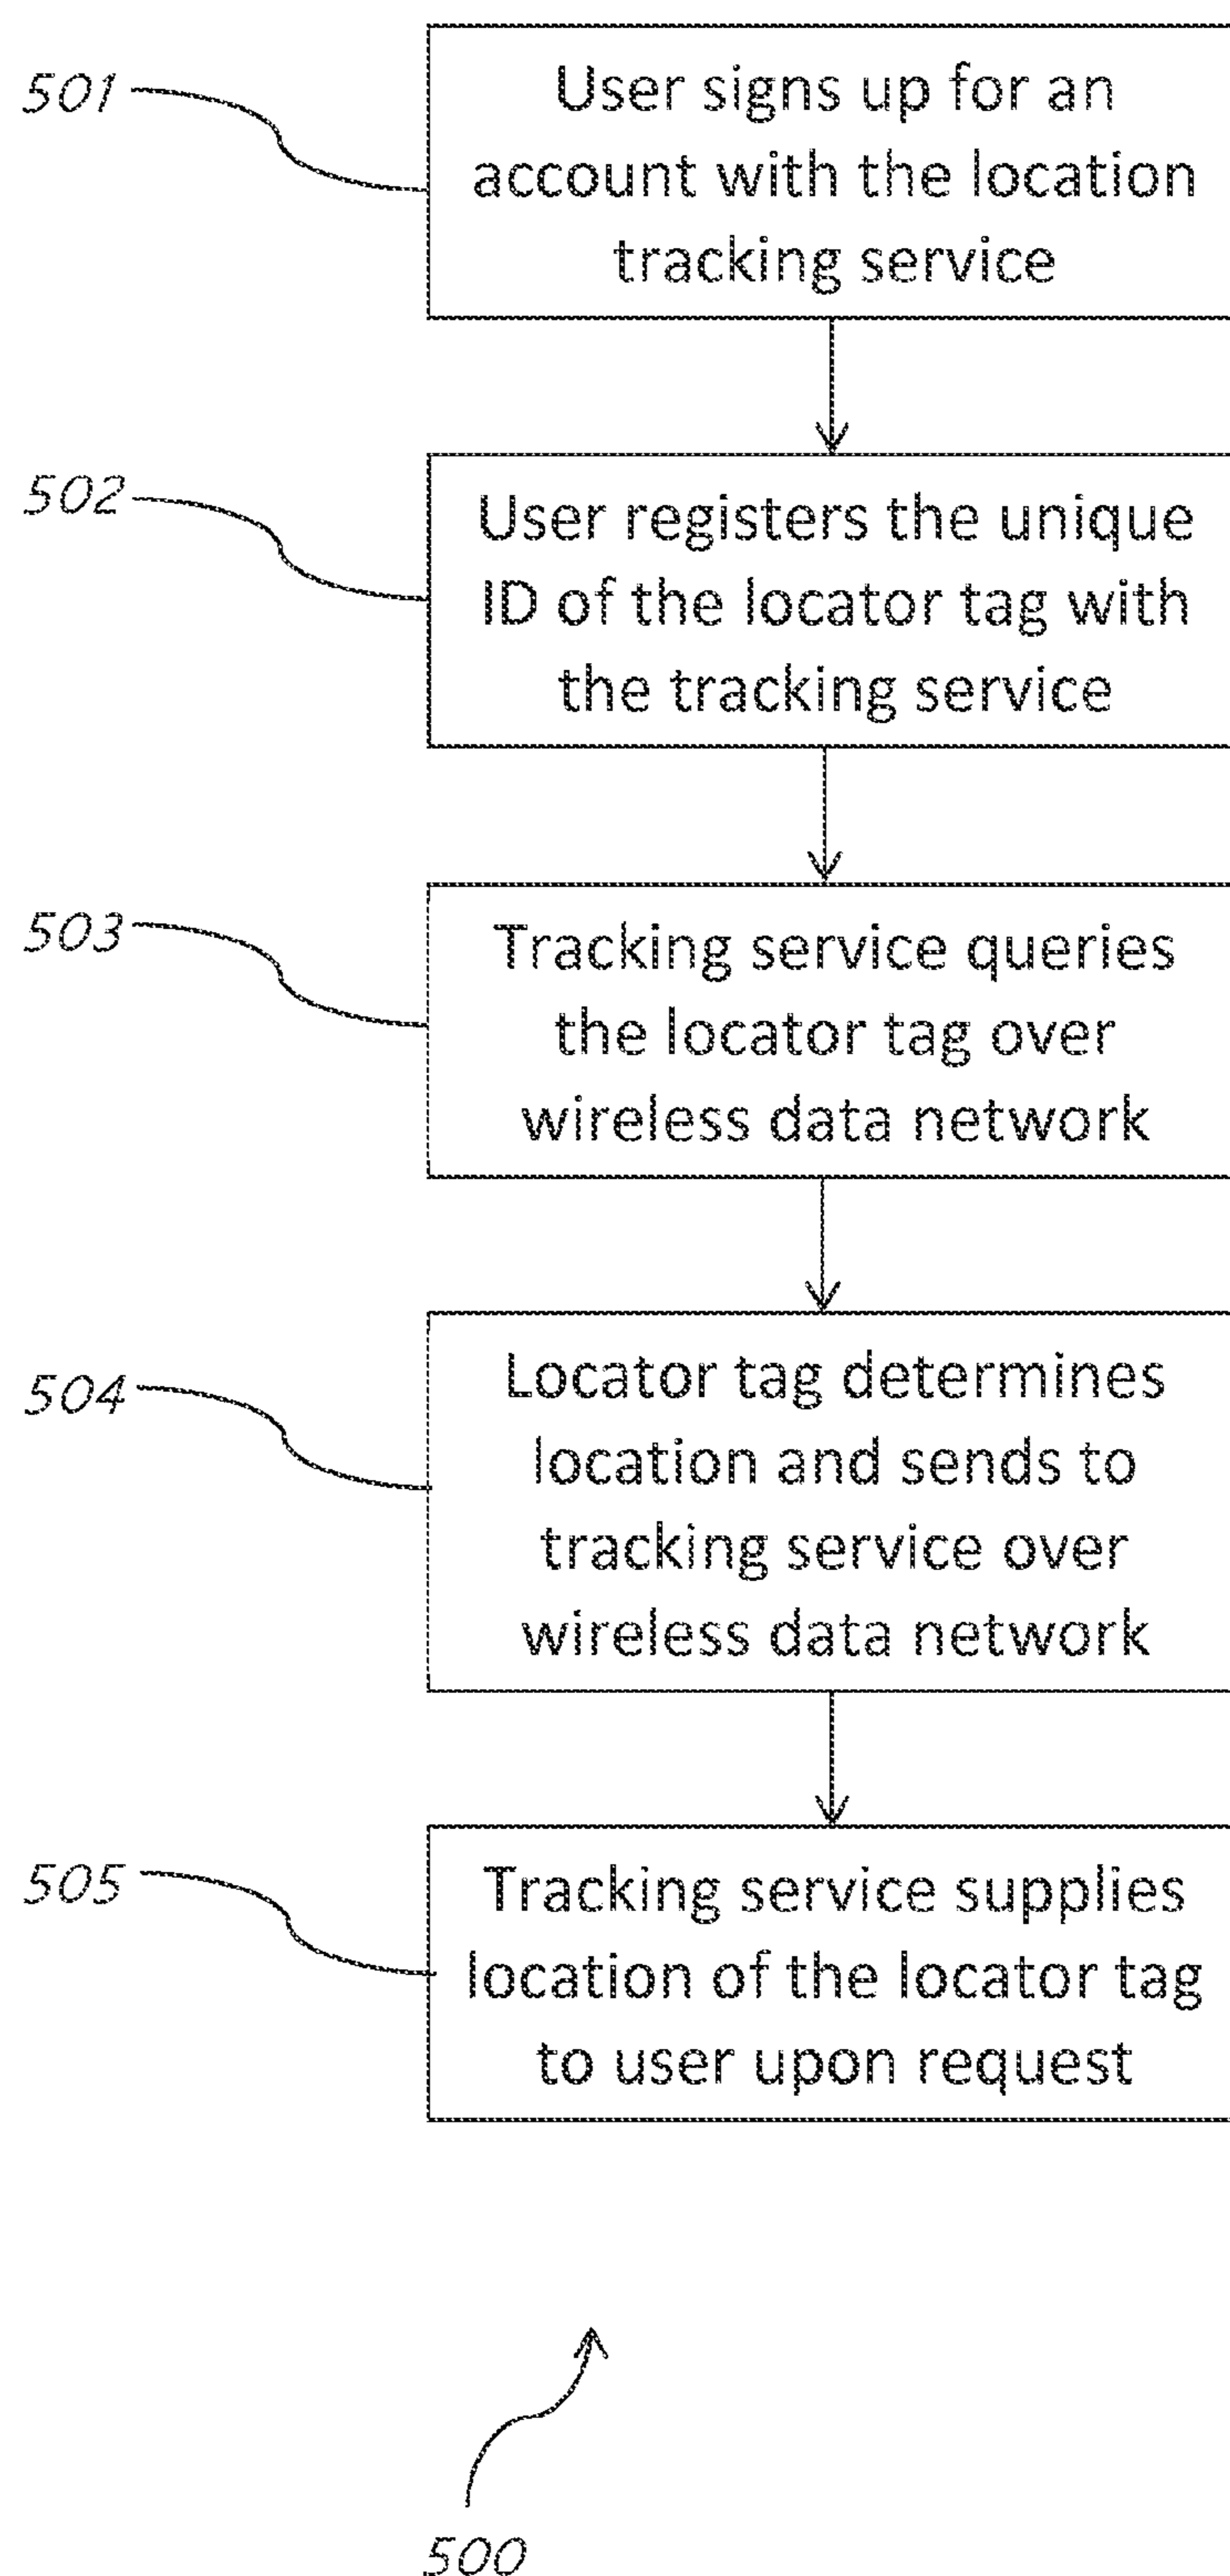 501
User signs up for an
account with the location
tracking service
502
User registers the unique
ID of the locator tag with
the tracking service
503
Tracking service queries
the locator tag over
wireless data network
504
Locator tag determines
location and sends to
tracking service over
wireless data network
505
Tracking service supplies
location of the locator tag
to user upon request
500